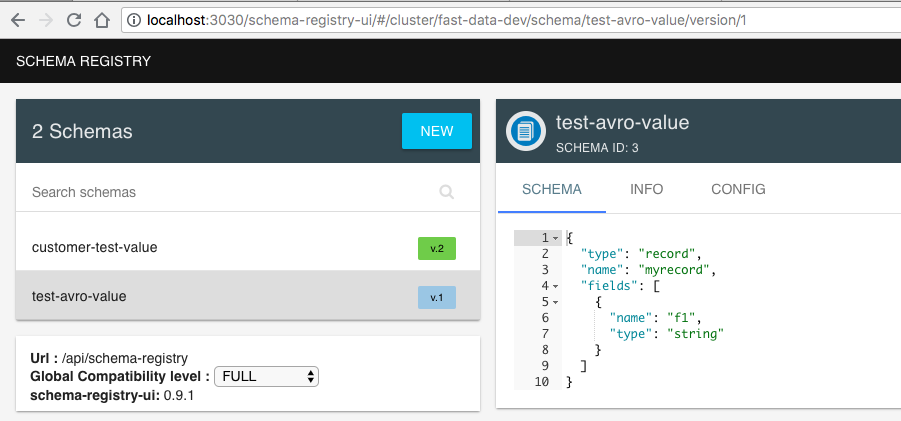 localhost:3030/schema-registry-ui/#/cluster/fast-data-dev/schema/test-avro-value/version/1
SCHEMA REGISTRY
2 Schemas
NEW
Search schemas
customer-test-value
v.2
test-avro-value
v.1
Url : /api/schema-registry
Global Compatibility level : FULL
schema-registry-ui: 0.9.1
test-avro-value
SCHEMA ID: 3
SCHEMA INFO CONFIG
1 {
2 "type": "record",
3 "name": "myrecord",
4 "fields": [
5 {
6 "name": "f1",
7 "type": "string"
8 }
9 ]
10 }